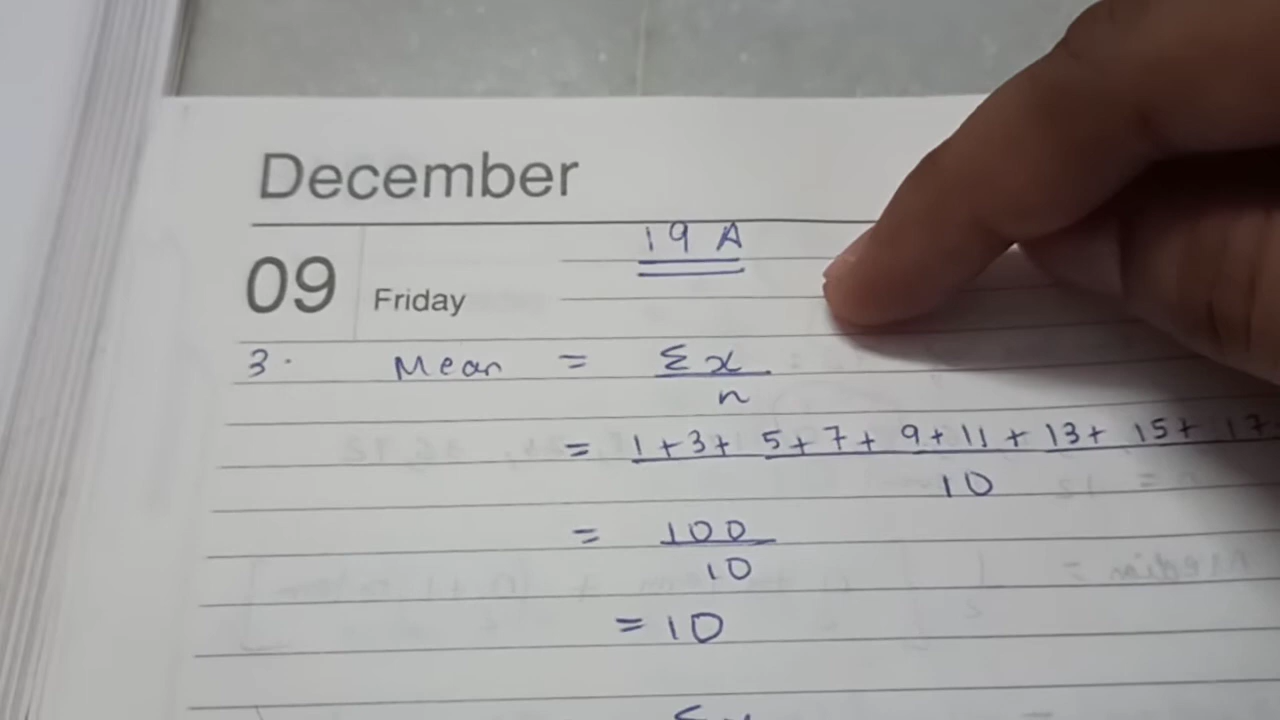 December
19 A
09 Friday
3. Mean = Σx
n
= 1+3+ 5+7+ 9+11 + 13+ 15+ 17+
10
= 100
10
= 10